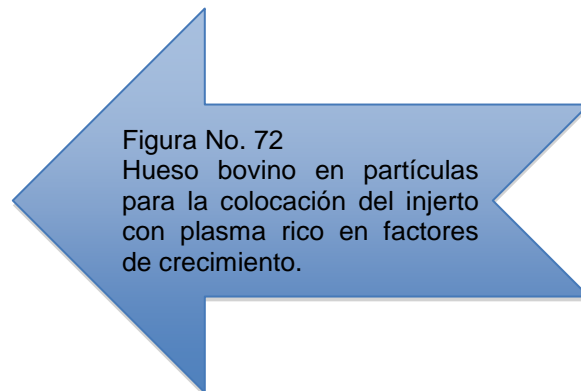 Figura No. 72
Hueso bovino en partículas
para la colocación del injerto
con plasma rico en factores
de crecimiento.